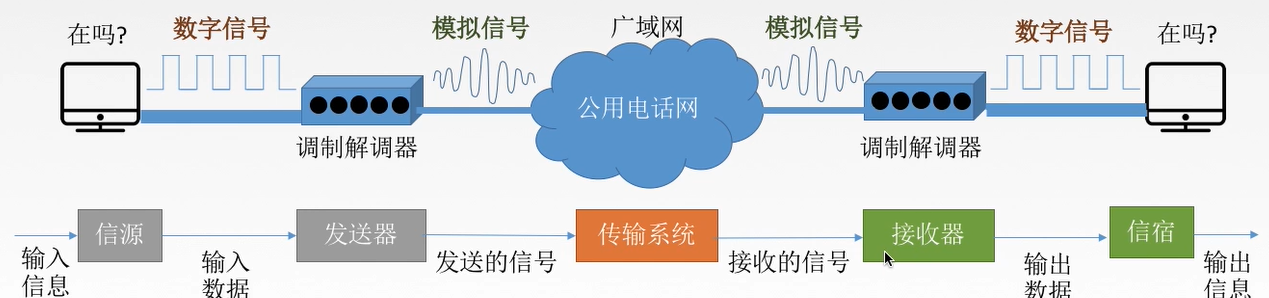 在吗?
数字信号
模拟信号
广域网
模拟信号
数字信号
在吗?
公用电话网
调制解调器
调制解调器
信源
发送器
传输系统
接收器
信宿
输入
信息
输入
数据
发送的信号
接收的信号
输出
数据
输出
信息